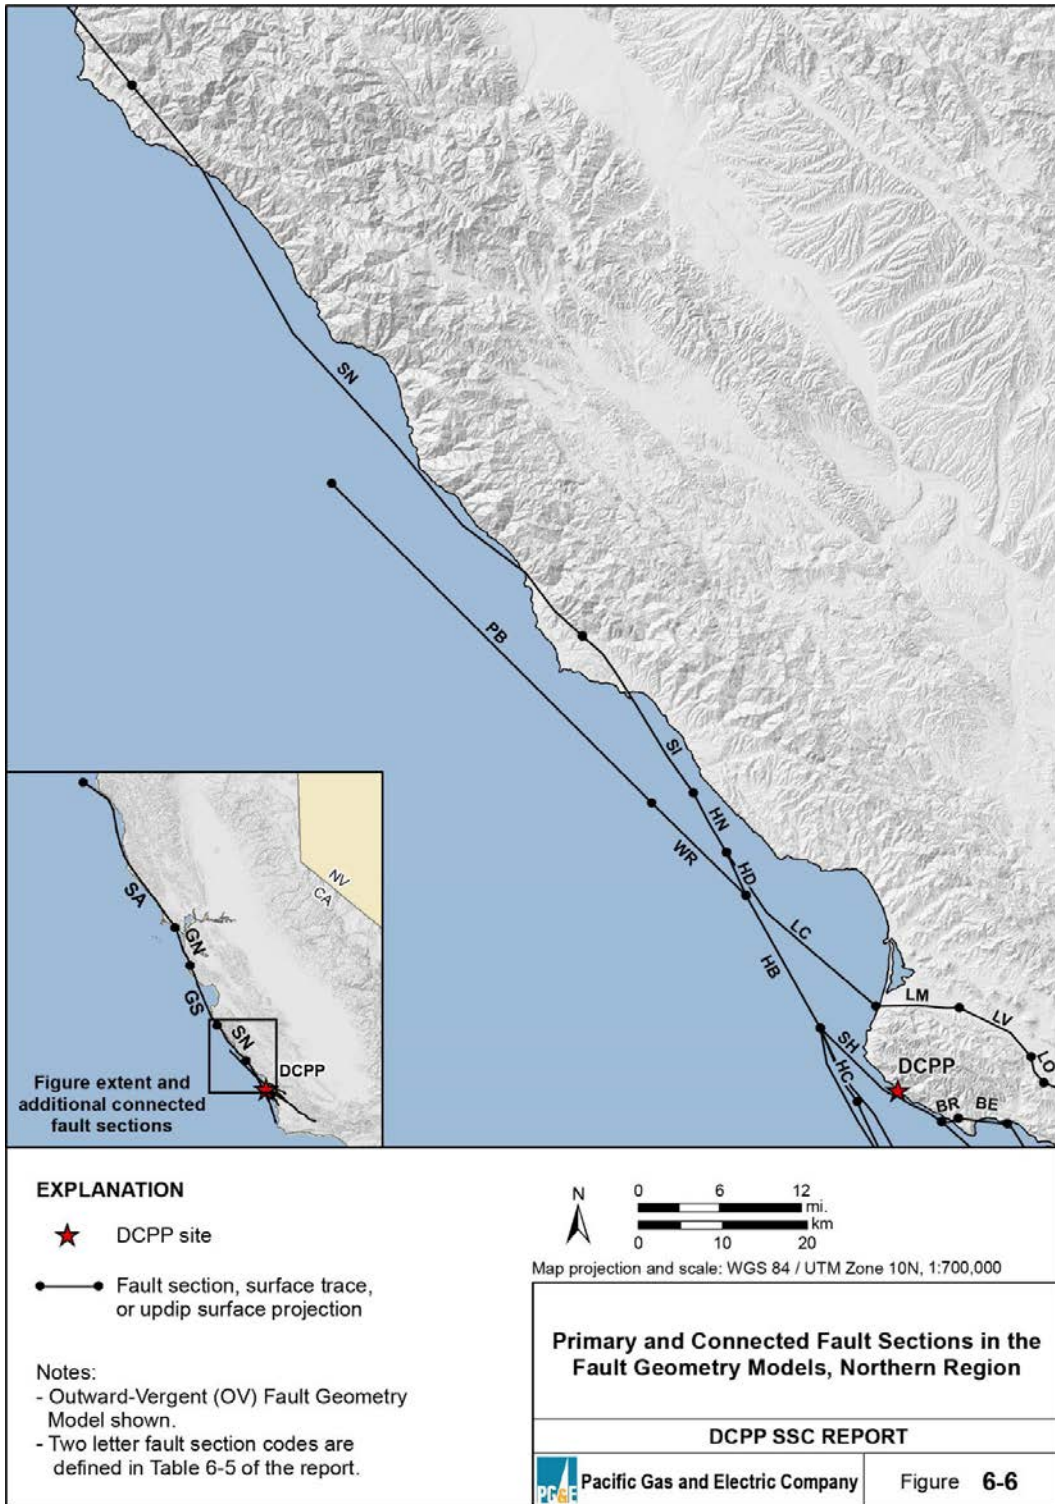 SN
PB
SI
HN
WR
HD
LC
HB
LM
LV
SH
LO
DCPP
HC
BR
BE
NV
CA
SA
GN
GS
SN
DCPP
Figure extent and
additional connected
fault sections
EXPLANATION
DCPP site
Fault section, surface trace,
or updip surface projection
Notes:
- Outward-Vergent (OV) Fault Geometry
Model shown.
- Two letter fault section codes are
defined in Table 6-5 of the report.
N
0 6 12
mi.
km
0 10 20
Map projection and scale: WGS 84 / UTM Zone 10N, 1:700,000
Primary and Connected Fault Sections in the
Fault Geometry Models, Northern Region
DCPP SSC REPORT
PG&E Pacific Gas and Electric Company
Figure 6-6